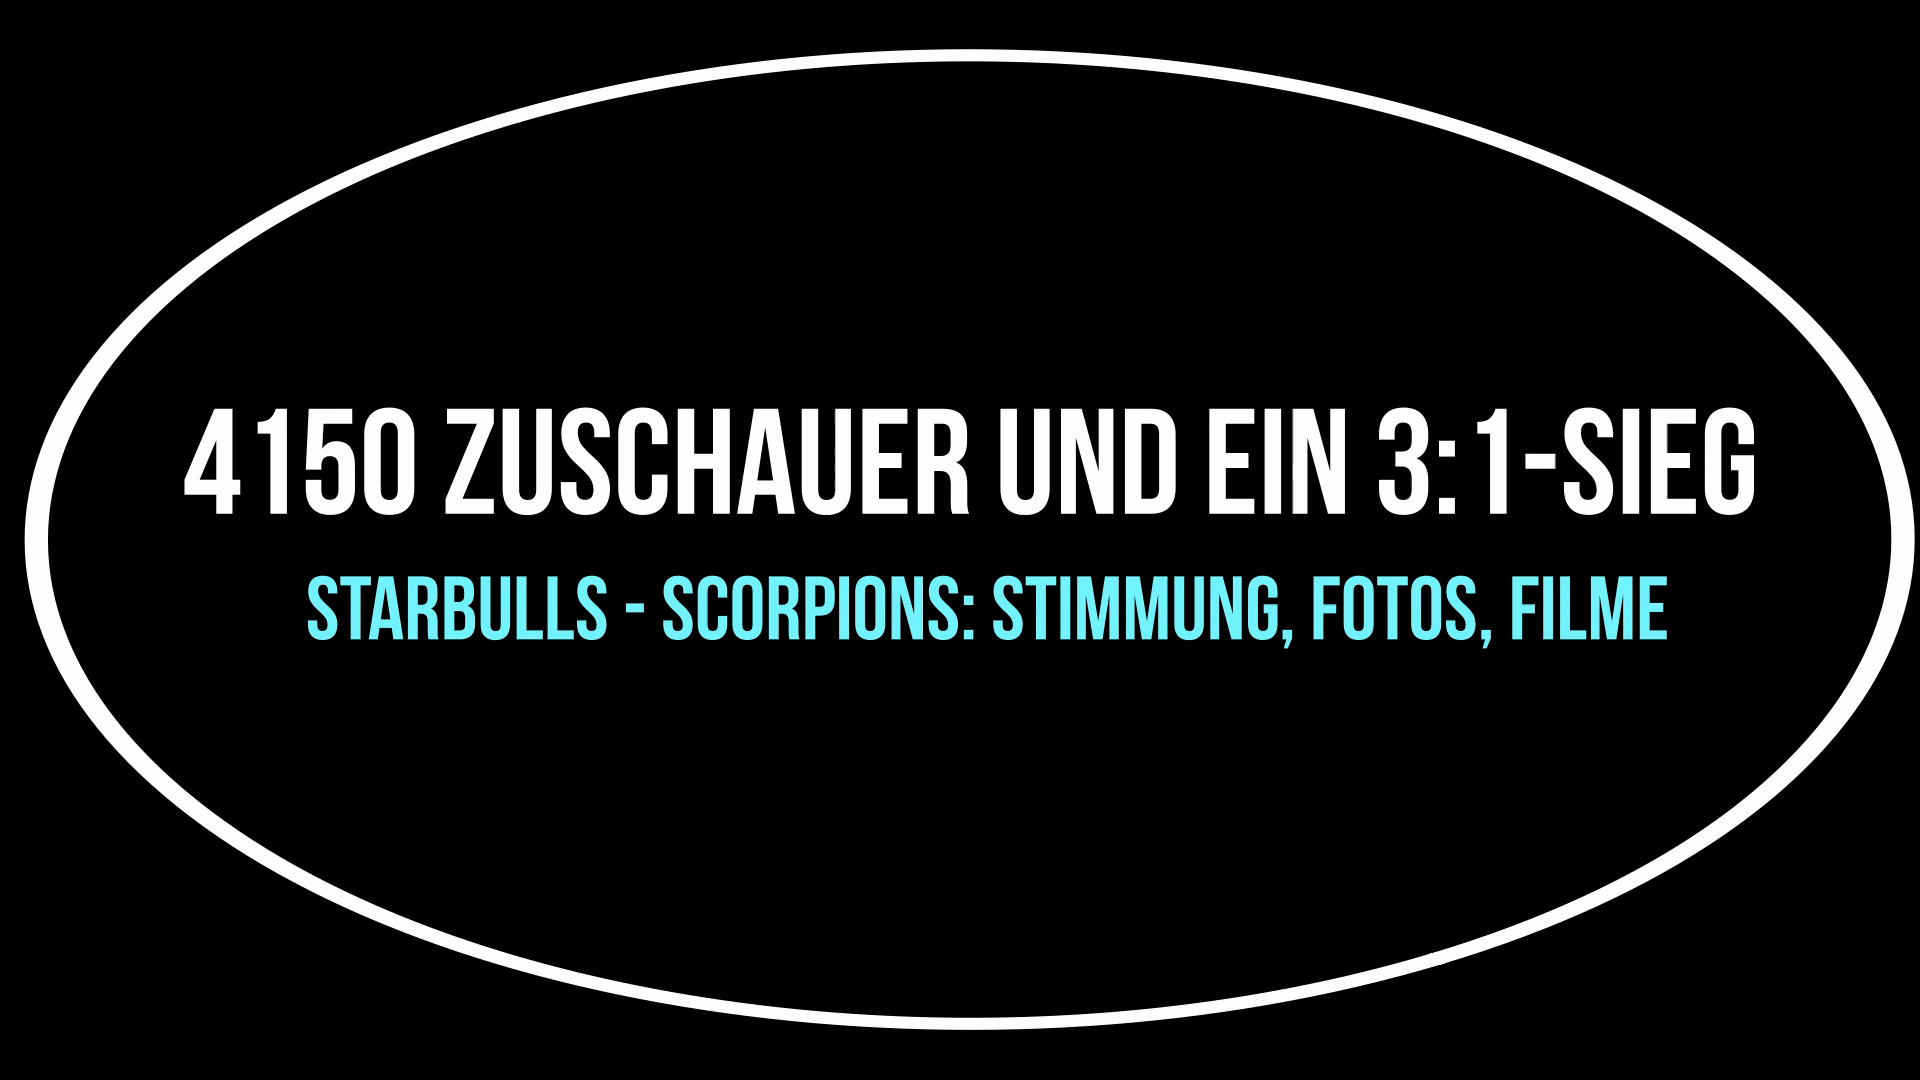 4150 ZUSCHAUER UND EIN 3:1-SIEG
STARBULLS - SCORPIONS: STIMMUNG, FOTOS, FILME